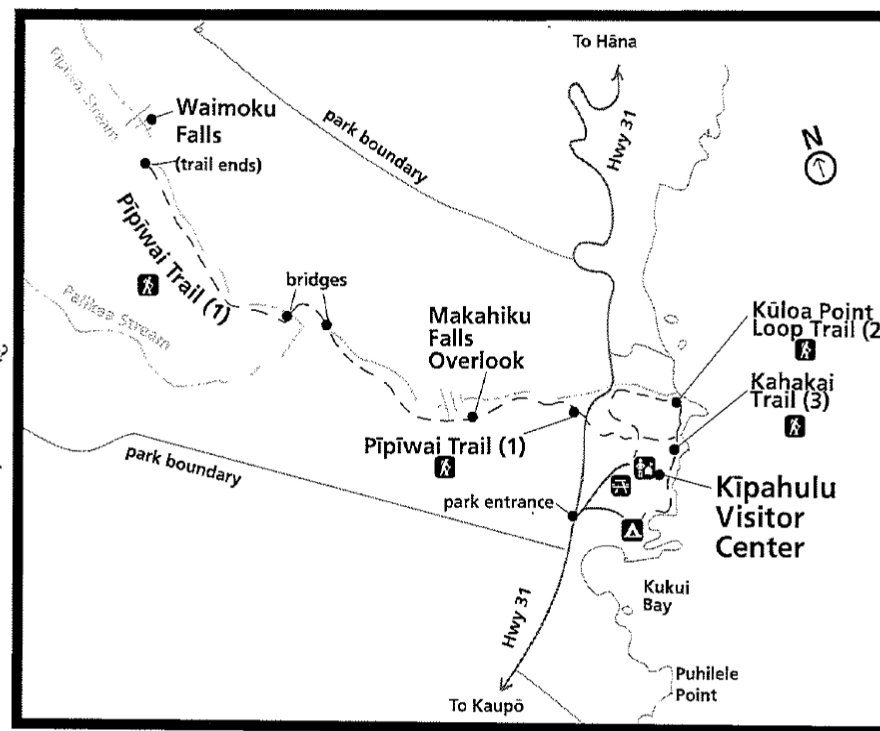 To Hāna
Hwy 31
N
Pīpīwai Stream
Waimoku
Falls
(trail ends)
park boundary
Pīpīwai Trail (1)
bridges
Palikea Stream
Makahiku
Falls
Overlook
Kūloa Point
Loop Trail (2
Kahakai
Trail (3)
Pīpīwai Trail (1)
park boundary
park entrance
Kīpahulu
Visitor
Center
Kukui
Bay
Hwy 31
Puhilele
Point
To Kaupō